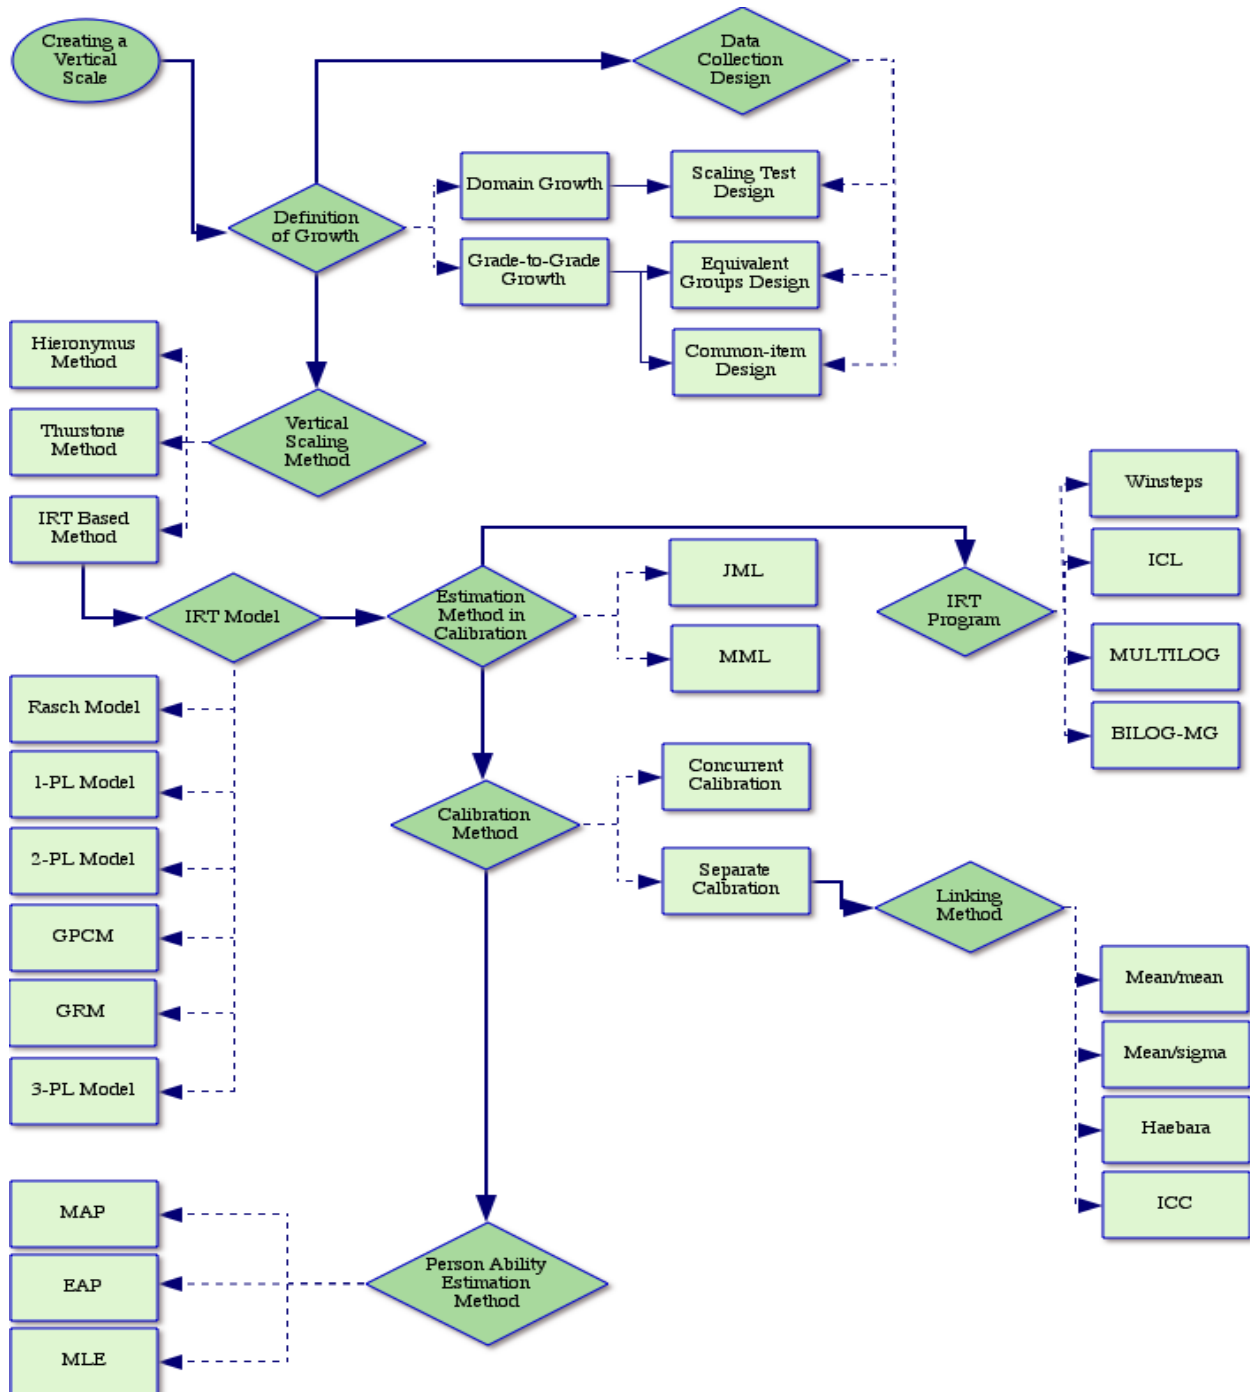 Creating a
Vertical
Scale
Data
Collection
Design
Domain Growth
Scaling Test
Design
Definition
of Growth
Grade-to-Grade
Growth
Equivalent
Groups Design
Common-item
Design
Hieronymus
Method
Thurstone
Method
IRT Based
Method
Vertical
Scaling
Method
IRT Model
Estimation
Method in
Calibration
JML
MML
IRT
Program
Winsteps
ICL
MULTILOG
BILOG-MG
Rasch Model
1-PL Model
2-PL Model
GPCM
GRM
3-PL Model
Calibration
Method
Concurrent
Calibration
Separate
Calbration
Linking
Method
Mean/mean
Mean/sigma
Haebara
ICC
MAP
EAP
MLE
Person Ability
Estimation
Method